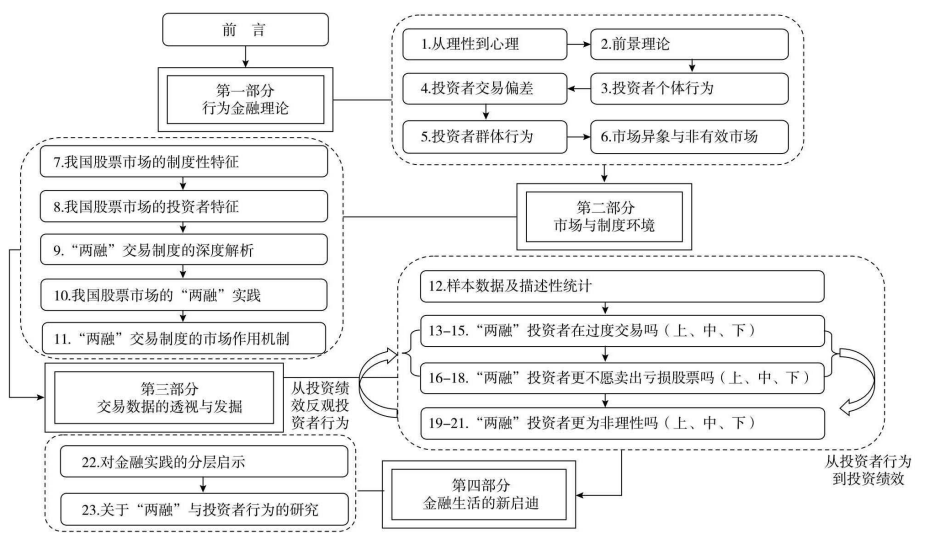 前　言
第一部分
行为金融理论
1.从理性到心理
2.前景理论
4.投资者交易偏差
3.投资者个体行为
5.投资者群体行为
6.市场异象与非有效市场
7.我国股票市场的制度性特征
8.我国股票市场的投资者特征
9.“两融”交易制度的深度解析
10.我国股票市场的“两融”实践
11.“两融”交易制度的市场作用机制
第二部分
市场与制度环境
12.样本数据及描述性统计
13-15.“两融”投资者在过度交易吗（上、中、下）
16-18.“两融”投资者更不愿卖出亏损股票吗（上、中、下）
19-21.“两融”投资者更为非理性吗（上、中、下）
第三部分
交易数据的透视与发掘
从投资绩
效反观投
资者行为
从投资者行为
到投资绩效
22.对金融实践的分层启示
23.关于“两融”与投资者行为的研究
第四部分
金融生活的新启迪